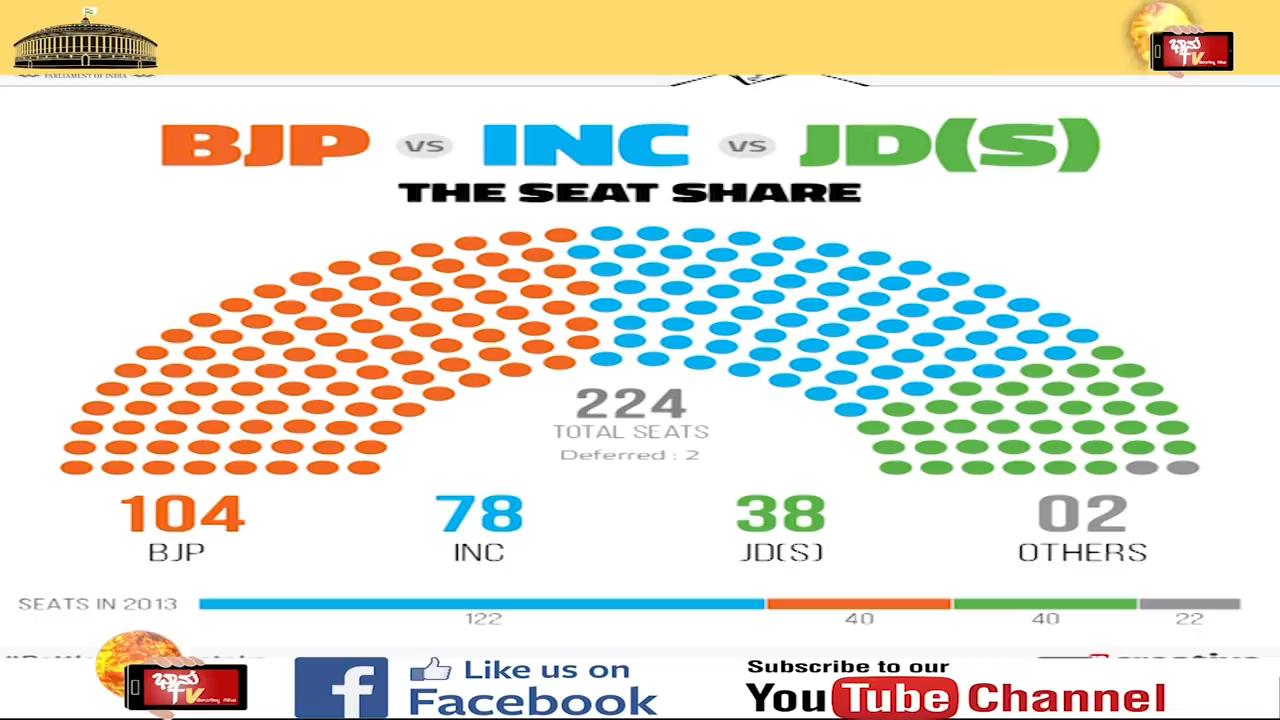 PARLIAMENT OF INDIA
భాను
TV
BJP VS INC VS JD(S)
THE SEAT SHARE
224
TOTAL SEATS
Deferred : 2
104 78 38 02
BJP INC JD(S) OTHERS
SEATS IN 2013
122 40 40 22
భాను
TV
Like us on
Facebook
Subscribe to our
YouTube Channel